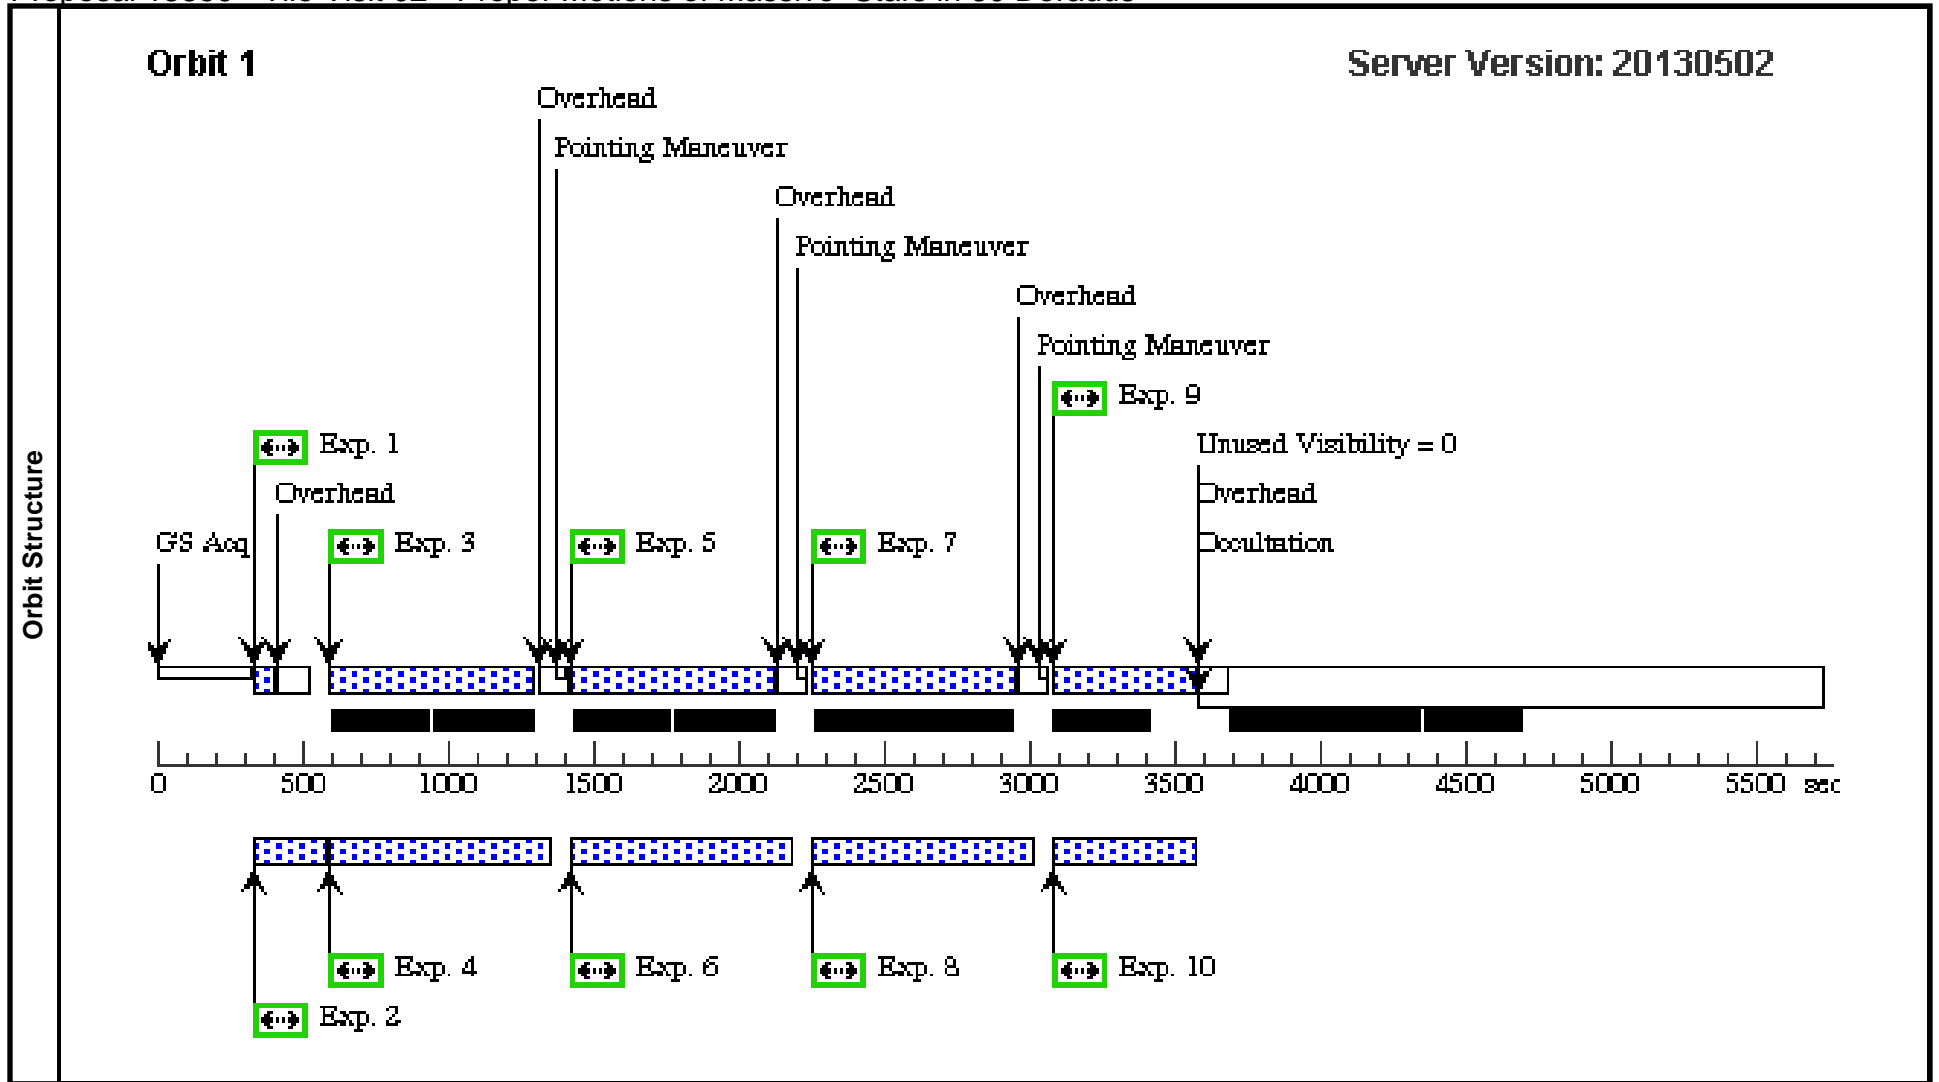 Orbit Structure
Orbit 1
Server Version: 20130502
Overhead
Pointing Maneuver
Overhead
Pointing Maneuver
Overhead
Pointing Maneuver
Exp. 9
Exp. 1
Unused Visibility = 0
Overhead
Overhead
GS Acq
Exp. 3
Exp. 5
Exp. 7
Occultation
0 500 1000 1500 2000 2500 3000 3500 4000 4500 5000 5500 sec
Exp. 4
Exp. 6
Exp. 8
Exp. 10
Exp. 2